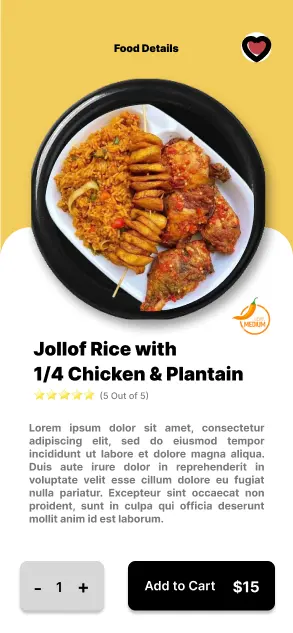 Food Details
MEDIUM
Jollof Rice with
1/4 Chicken & Plantain
(5 Out of 5)
Lorem ipsum dolor sit amet, consectetur
adipiscing elit, sed do eiusmod tempor
incididunt ut labore et dolore magna aliqua.
Duis aute irure dolor in reprehenderit in
voluptate velit esse cillum dolore eu fugiat
nulla pariatur. Excepteur sint occaecat non
proident, sunt in culpa qui officia deserunt
mollit anim id est laborum.
- 1 + Add to Cart $15